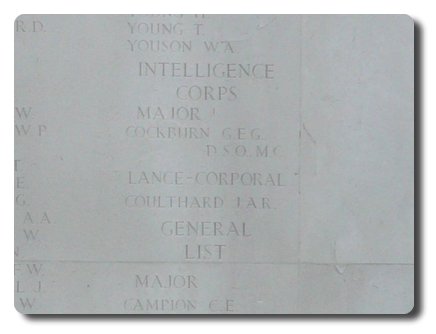 YOUNG T.
R D.
YOUSON W.A.
INTELLIGENCE
CORPS
W
MAJOR
W. P
COCKBURN G.E.G.
D.S.O., M.C.
T
E.
LANCE-CORPORAL
G.
COULTHARD J.A.R.
A A
GENERAL
W
LIST
F. W.
L. J.
MAJOR
W
CAMPION C.E.